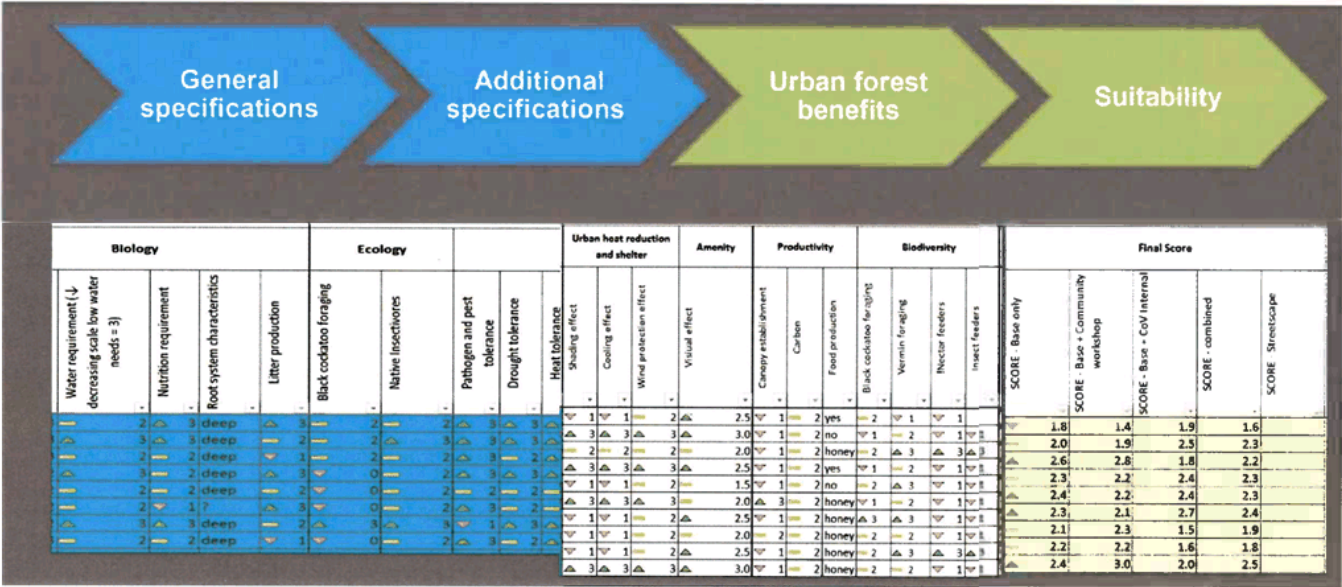 General
specifications
Additional
specifications
Urban forest
benefits
Suitability
Biology
Ecology
Urban heat reduction
and shelter
Amenity
Productivity
Biodiversity
Final Score
Water requirement (↓
decreasing scale low water
needs = 3)
Nutrition requirement
Root system characteristics
Litter production
Black cockatoo foraging
Native Insectivores
Pathogen and pest
tolerance
Drought tolerance
Heat tolerance
Shading effect
Cooling effect
Wind protection effect
Visiual effect
Canopy establishment
Carbon
Food production
Black cockatoo foraging
Vermin foraging
Nector feeders
Insect feeders
SCORE - Base only
SCORE - Base + Community
workshop
SCORE - Base + CoV Internal
SCORE - combined
SCORE Streetscape
2 3 deep 3 2 2 3 3
3 3 deep 2 2 3 3 3
2 2 deep 1 2 2 3 2
3 2 deep 3 0 2 3 3
2 2 deep 2 0 2 2 2
2 1 ? 3 0 2 3 2
3 3 deep 2 3 3 1 3
2 2 deep 1 0 2 3 2
1 1 2 2.5 1 2 yes 2 1 1
3 3 3 3.0 1 2 no 1 2 1
2 2 2 2.0 1 2 honey 2 3 3 3
3 3 3 2.5 1 2 yes 1 2 1
1 1 2 1.5 1 2 no 2 3 1
3 3 3 2.0 3 2 honey 1 2 1
1 1 2 2.5 1 2 honey 3 3 1
1 1 2 2.0 2 2 honey 2 2 1
1 1 2 2.5 1 2 honey 2 3 3 3
3 3 3 3.0 1 2 honey 2 2 1
1.8 1.4 1.9 1.6
2.0 1.9 2.5 2.3
2.6 2.8 1.8 2.2
2.3 2.2 2.4 2.3
2.4 2.2 2.4 2.3
2.3 2.1 2.7 2.4
2.1 2.3 1.5 1.9
2.2 2.2 1.6 1.8
2.4 3.0 2.0 2.5